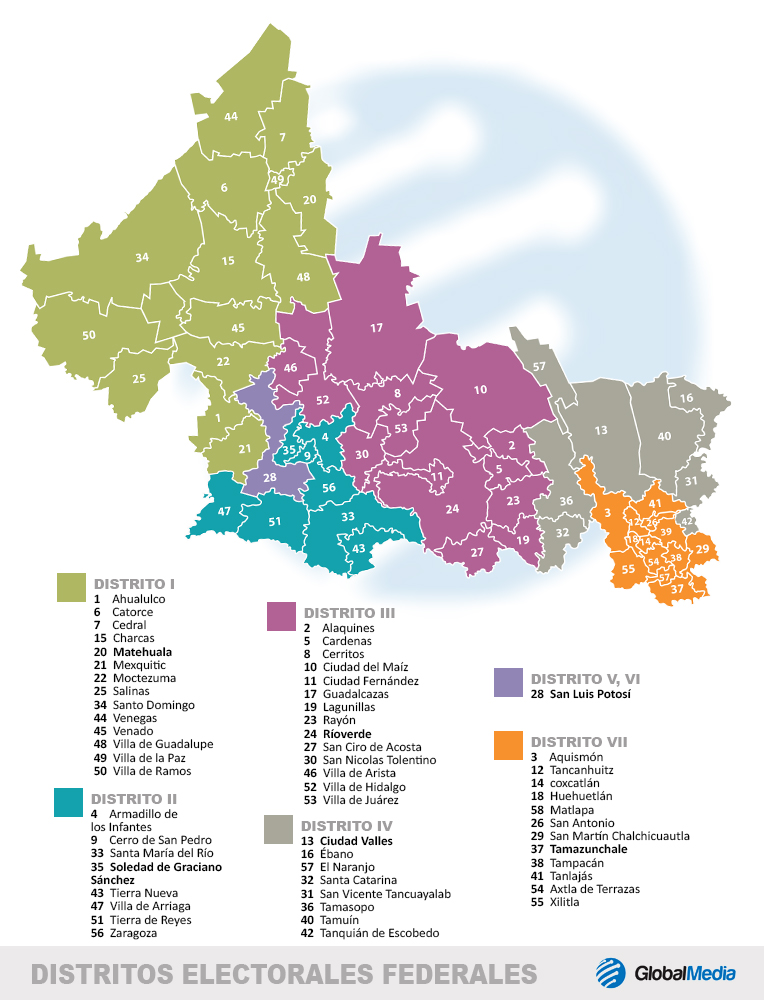 44
7
6
49
20
34
15
48
50
45
17
22
25
46
57
10
16
8
52
1
53
13
40
4
2
21
35
9
30
5
11
28
31
56
23
36
41
24
3
47
33
12
26
42
51
39
19
32
18
14
43
27
29
38
54
55
57
37
DISTRITO I
1 Ahualulco
6 Catorce
7 Cedral
15 Charcas
20 Matehuala
21 Mexquitic
22 Moctezuma
25 Salinas
34 Santo Domingo
44 Venegas
45 Venado
48 Villa de Guadalupe
49 Villa de la Paz
50 Villa de Ramos
DISTRITO II
4 Armadillo de
los Infantes
9 Cerro de San Pedro
33 Santa María del Río
35 Soledad de Graciano
Sánchez
43 Tierra Nueva
47 Villa de Arriaga
51 Tierra de Reyes
56 Zaragoza
DISTRITO III
2 Alaquines
5 Cardenas
8 Cerritos
10 Ciudad del Maíz
11 Ciudad Fernández
17 Guadalcazas
19 Lagunillas
23 Rayón
24 Ríoverde
27 San Ciro de Acosta
30 San Nicolas Tolentino
46 Villa de Arista
52 Villa de Hidalgo
53 Villa de Juárez
DISTRITO IV
13 Ciudad Valles
16 Ébano
57 El Naranjo
32 Santa Catarina
31 San Vicente Tancuayalab
36 Tamasopo
40 Tamuín
42 Tanquián de Escobedo
DISTRITO V, VI
28 San Luis Potosí
DISTRITO VII
3 Aquismón
12 Tancanhuitz
14 coxcatlán
18 Huehuetlán
58 Matlapa
26 San Antonio
29 San Martín Chalchicuautla
37 Tamazunchale
38 Tampacán
41 Tanlajás
54 Axtla de Terrazas
55 Xilitla
DISTRITOS ELECTORALES FEDERALES
GlobalMedia